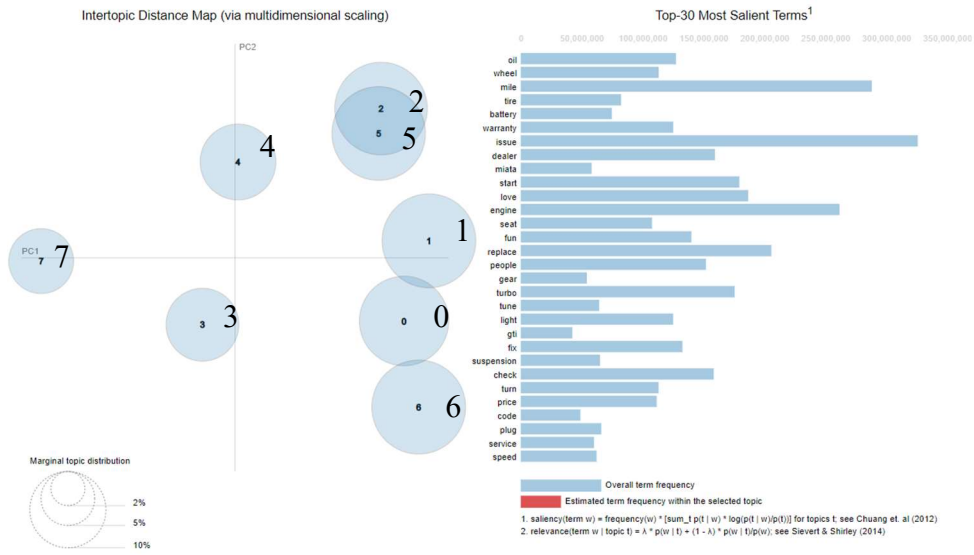 Intertopic Distance Map (via multidimensional scaling)
PC2
2 2
5 5
4 4
1 1
PC1
7 7
3 3
0 0
6 6
Marginal topic distribution
2%
5%
10%
Top-30 Most Salient Terms1
0 50,000,000 100,000,000 150,000,000 200,000,000 250,000,000 300,000,000 350,000,000
oil
wheel
mile
tire
battery
warranty
issue
dealer
miata
start
love
engine
seat
fun
replace
people
gear
turbo
tune
light
gti
fix
suspension
check
turn
price
code
plug
service
speed
Overall term frequency
Estimated term frequency within the selected topic
1. saliency(term w) = frequency(w) * [sum_t p(t | w) * log(p(t | w)/p(t))] for topics t; see Chuang et. al (2012)
2. relevance(term w | topic t) = λ * p(w | t) + (1 - λ) * p(w | t)/p(w); see Sievert & Shirley (2014)